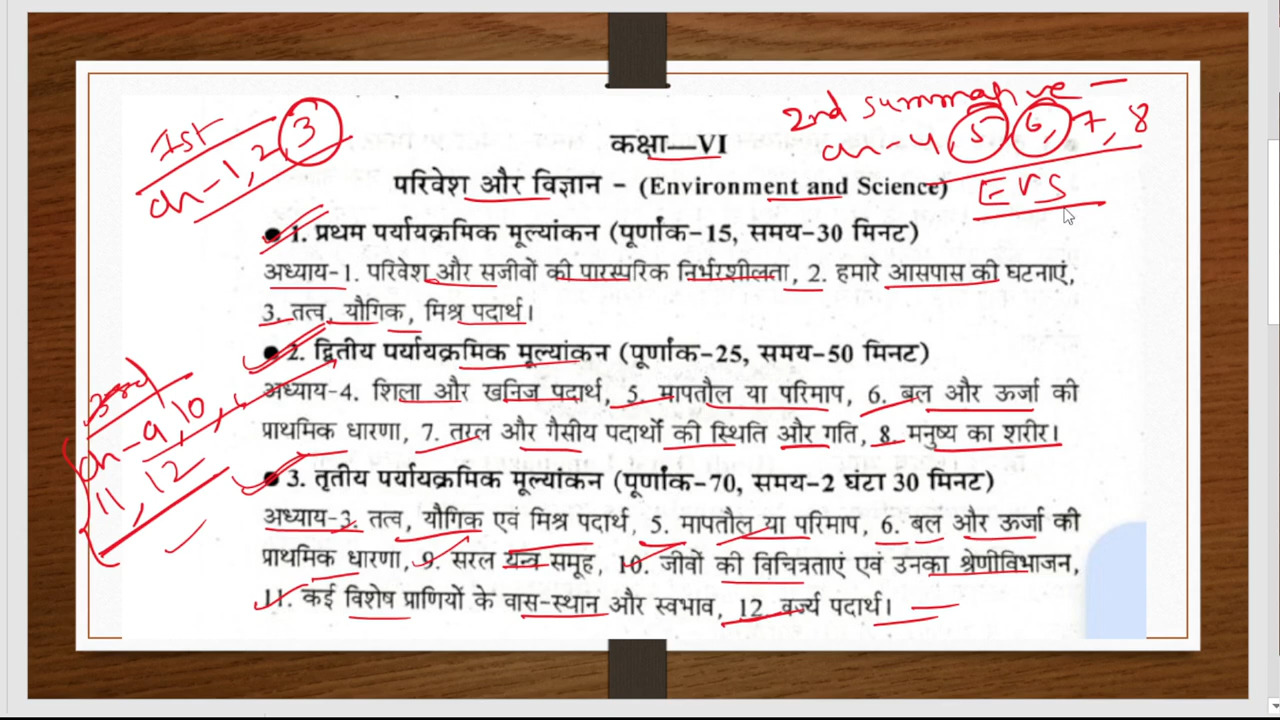 1st
ch-1, 2, 3
2nd summative
ch-4 5 6, 7, 8
EVS
कक्षा—VI
परिवेश और विज्ञान - (Environment and Science)
● 1. प्रथम पर्यायक्रमिक मूल्यांकन (पूर्णांक-15, समय-30 मिनट)
अध्याय-1. परिवेश और सजीवों की पारस्परिक निर्भरशीलता, 2. हमारे आसपास की घटनाएं,
3. तत्व, यौगिक, मिश्र पदार्थ।
● 2. द्वितीय पर्यायक्रमिक मूल्यांकन (पूर्णांक-25, समय-50 मिनट)
अध्याय-4. शिला और खनिज पदार्थ, 5. मापतौल या परिमाप, 6. बल और ऊर्जा की
प्राथमिक धारणा, 7. तरल और गैसीय पदार्थों की स्थिति और गति, 8. मनुष्य का शरीर।
● 3. तृतीय पर्यायक्रमिक मूल्यांकन (पूर्णांक-70, समय-2 घंटा 30 मिनट)
अध्याय-3. तत्व, यौगिक एवं मिश्र पदार्थ, 5. मापतौल या परिमाप, 6. बल और ऊर्जा की
प्राथमिक धारणा, 9. सरल यन्त्र समूह, 10. जीवों की विचित्रताएं एवं उनका श्रेणीविभाजन,
11. कई विशेष प्राणियों के वास-स्थान और स्वभाव, 12. वर्ज्य पदार्थ।
3rd
ch-9, 10,
11, 12